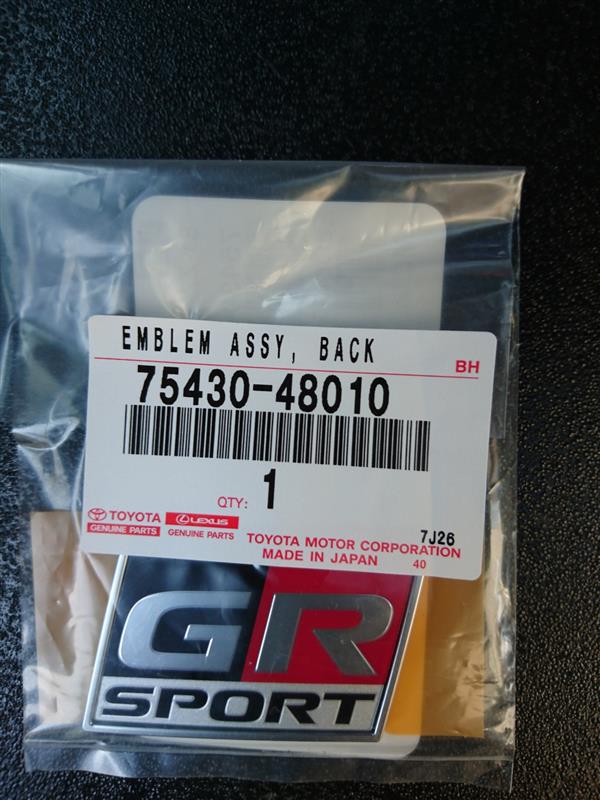 EMBLEM ASSY, BACK
BH
75430-48010
QTY: 1
TOYOTA LEXUS
GENUINE PARTS GENUINE PARTS
7J26
TOYOTA MOTOR CORPORATION
MADE IN JAPAN 40
GR
SPORT